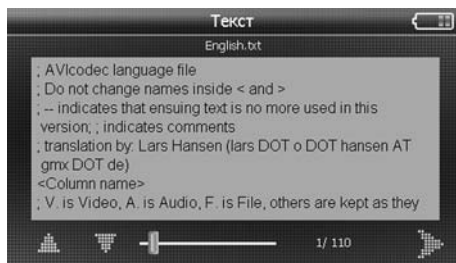 Текст
English.txt
; AVIcodec language file
; Do not change names inside < and >
; -- indicates that ensuing text is no more used in this
version; ; indicates comments
; translation by: Lars Hansen (lars DOT o DOT hansen AT
gmx DOT de)
<Column name>
; V. is Video, A. is Audio, F. is File, others are kept as they
1/ 110